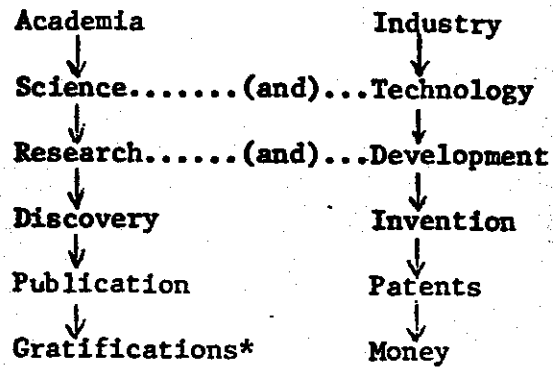 Academia Industry
Science.......(and)...Technology
Research......(and)...Development
Discovery Invention
Publication Patents
Gratifications* Money